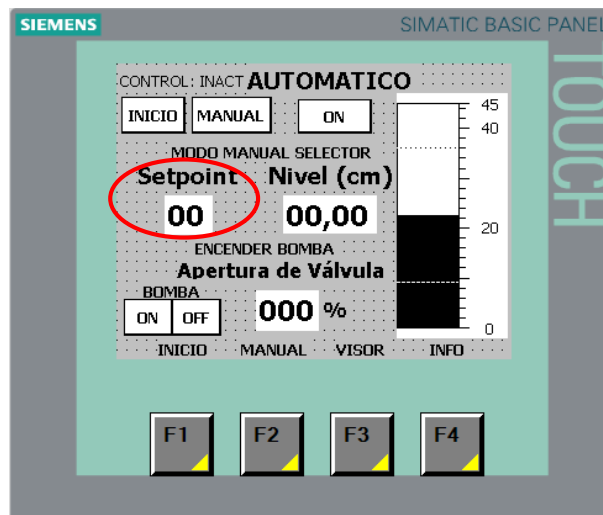 SIEMENS
SIMATIC BASIC PANEL
TOUCH
CONTROL: INACT AUTOMATICO
INICIO MANUAL ON
MODO MANUAL SELECTOR
Setpoint Nivel (cm)
00 00,00
ENCENDER BOMBA
Apertura de Válvula
BOMBA
ON OFF 000 %
45
40
20
0
INICIO MANUAL VISOR INFO
F1 F2 F3 F4